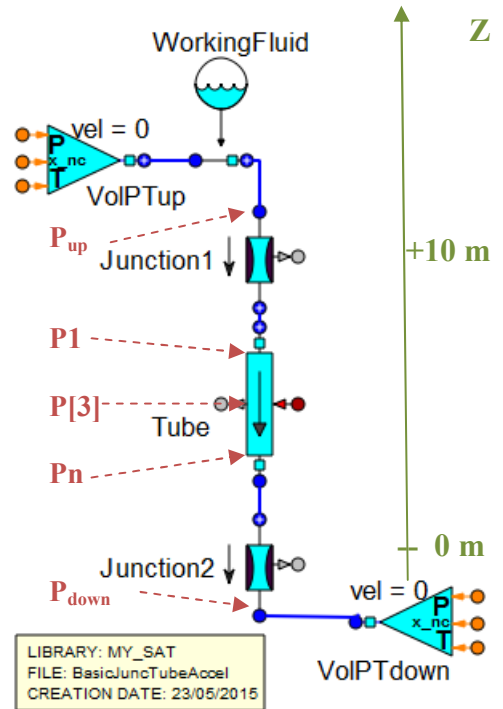 WorkingFluid
Z
vel = 0
P
x_nc
T
VolPTup
Pup
Junction1
+10 m
P1
P[3]
Tube
Pn
0 m
Junction2
vel = 0
Pdown
P
x_nc
T
VolPTdown
LIBRARY: MY_SAT
FILE: BasicJuncTubeAccel
CREATION DATE: 23/05/2015